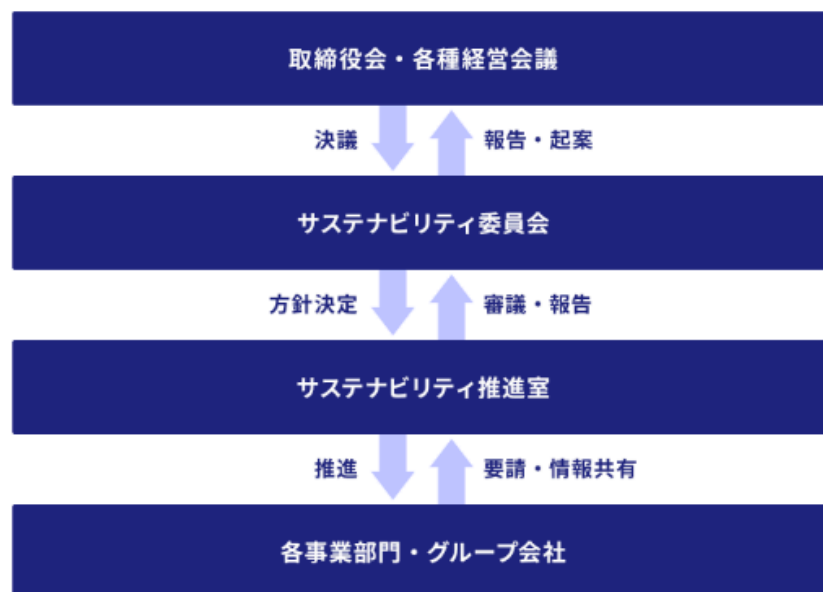 取締役会・各種経営会議
決議
報告・起案
サステナビリティ委員会
方針決定
審議・報告
サステナビリティ推進室
推進
要請・情報共有
各事業部門・グループ会社